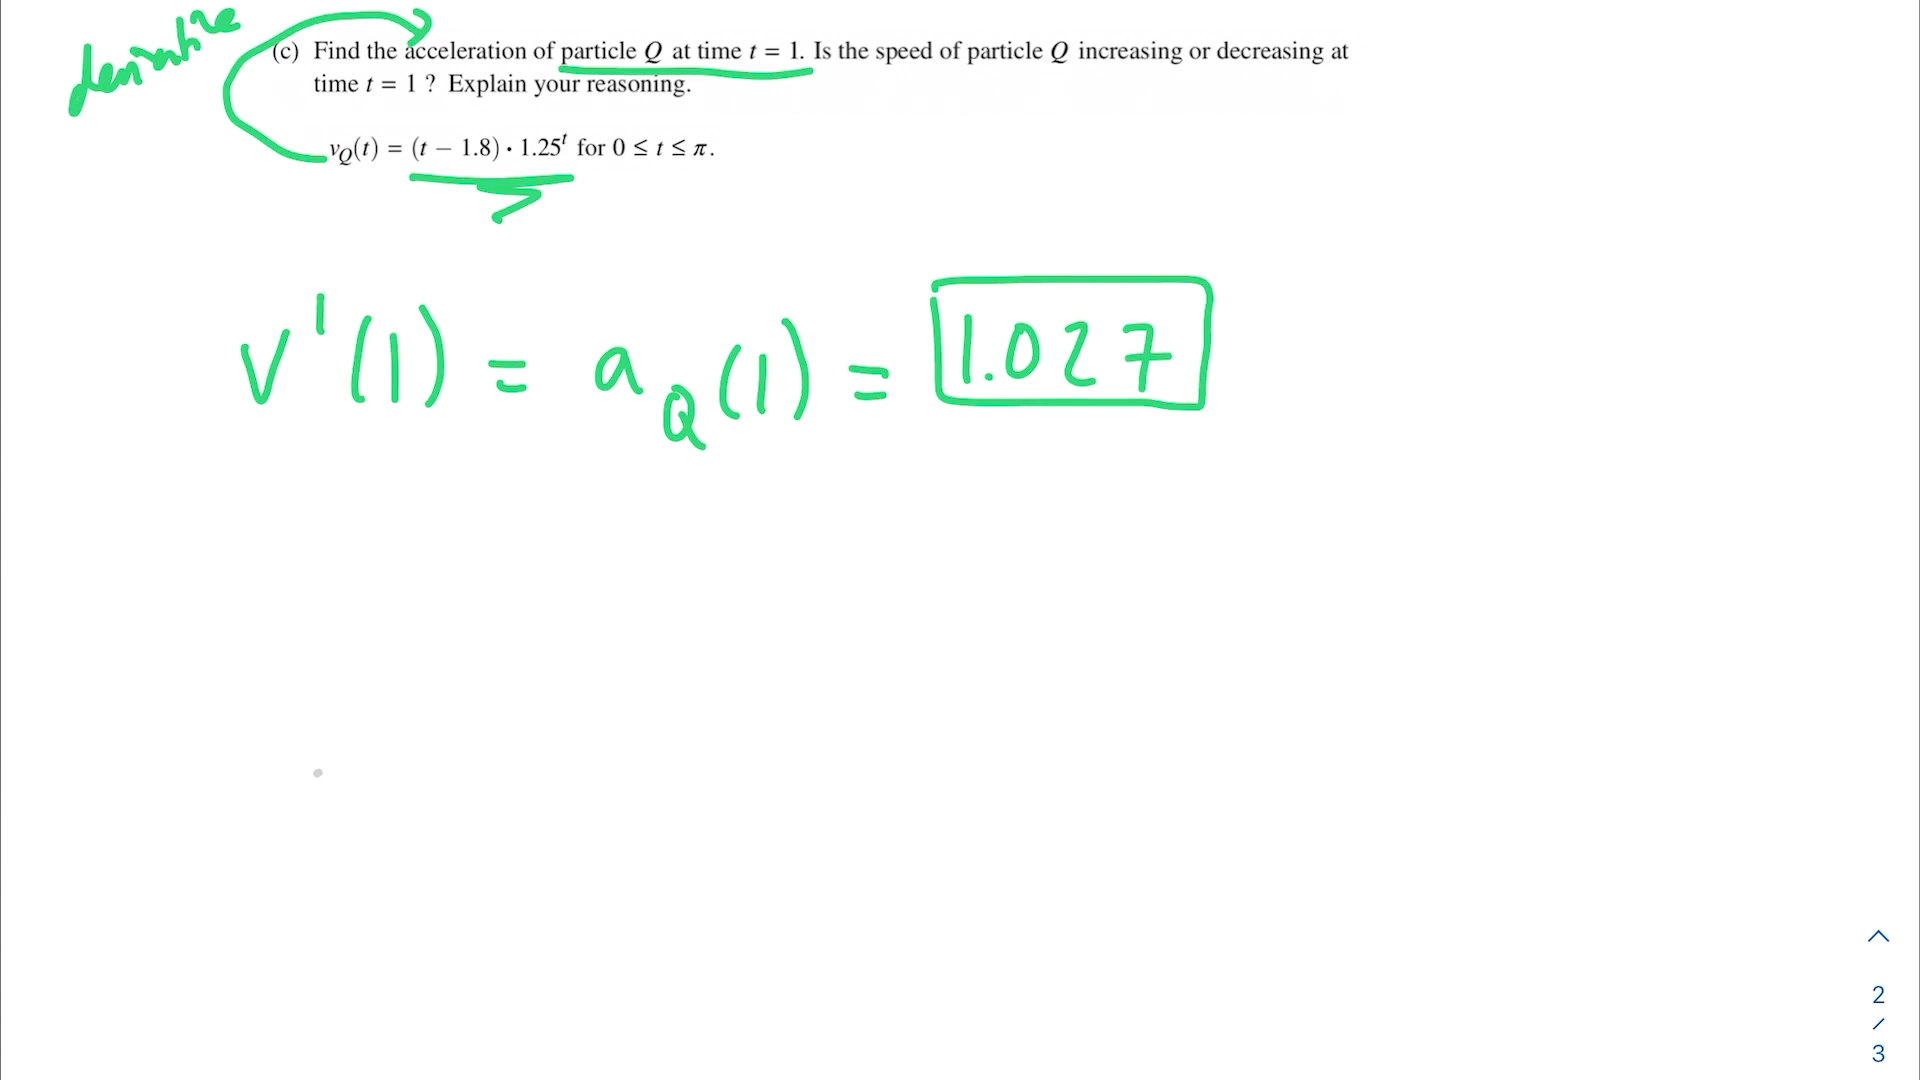 derivative
(c) Find the acceleration of particle Q at time t = 1. Is the speed of particle Q increasing or decreasing at
time t = 1 ? Explain your reasoning.
v_Q(t) = (t − 1.8) · 1.25^t for 0 ≤ t ≤ π.
v'(1) = a_Q(1) = 1.027
2
/
3